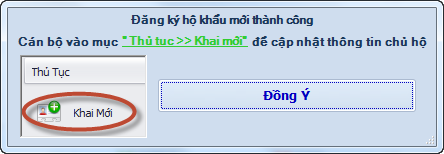 Đăng ký hộ khẩu mới thành công
Cán bộ vào mục "Thủ tục >> Khai mới" để cập nhật thông tin chủ hộ
Thủ Tục
Khai Mới
Đồng Ý